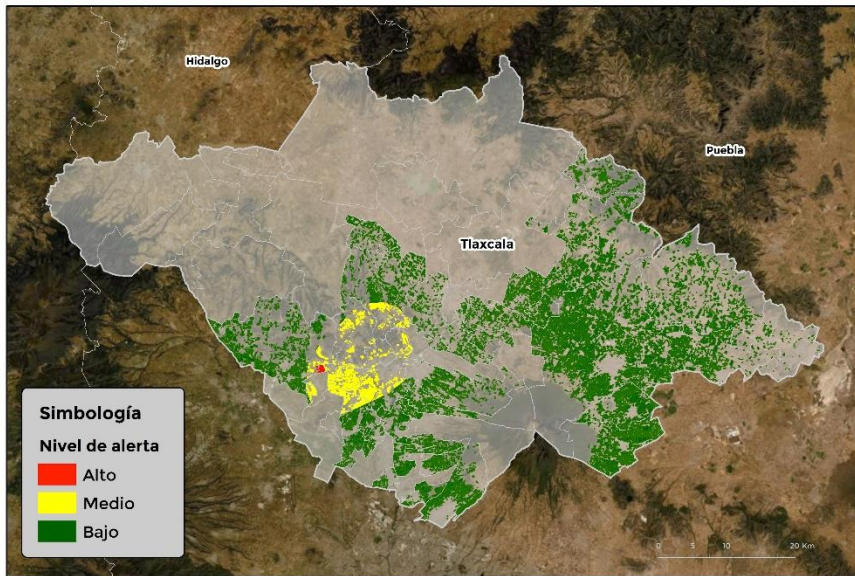 Hidalgo
Puebla
Tlaxcala
Simbología
Nivel de alerta
Alto
Medio
Bajo
0 5 10 20 Km